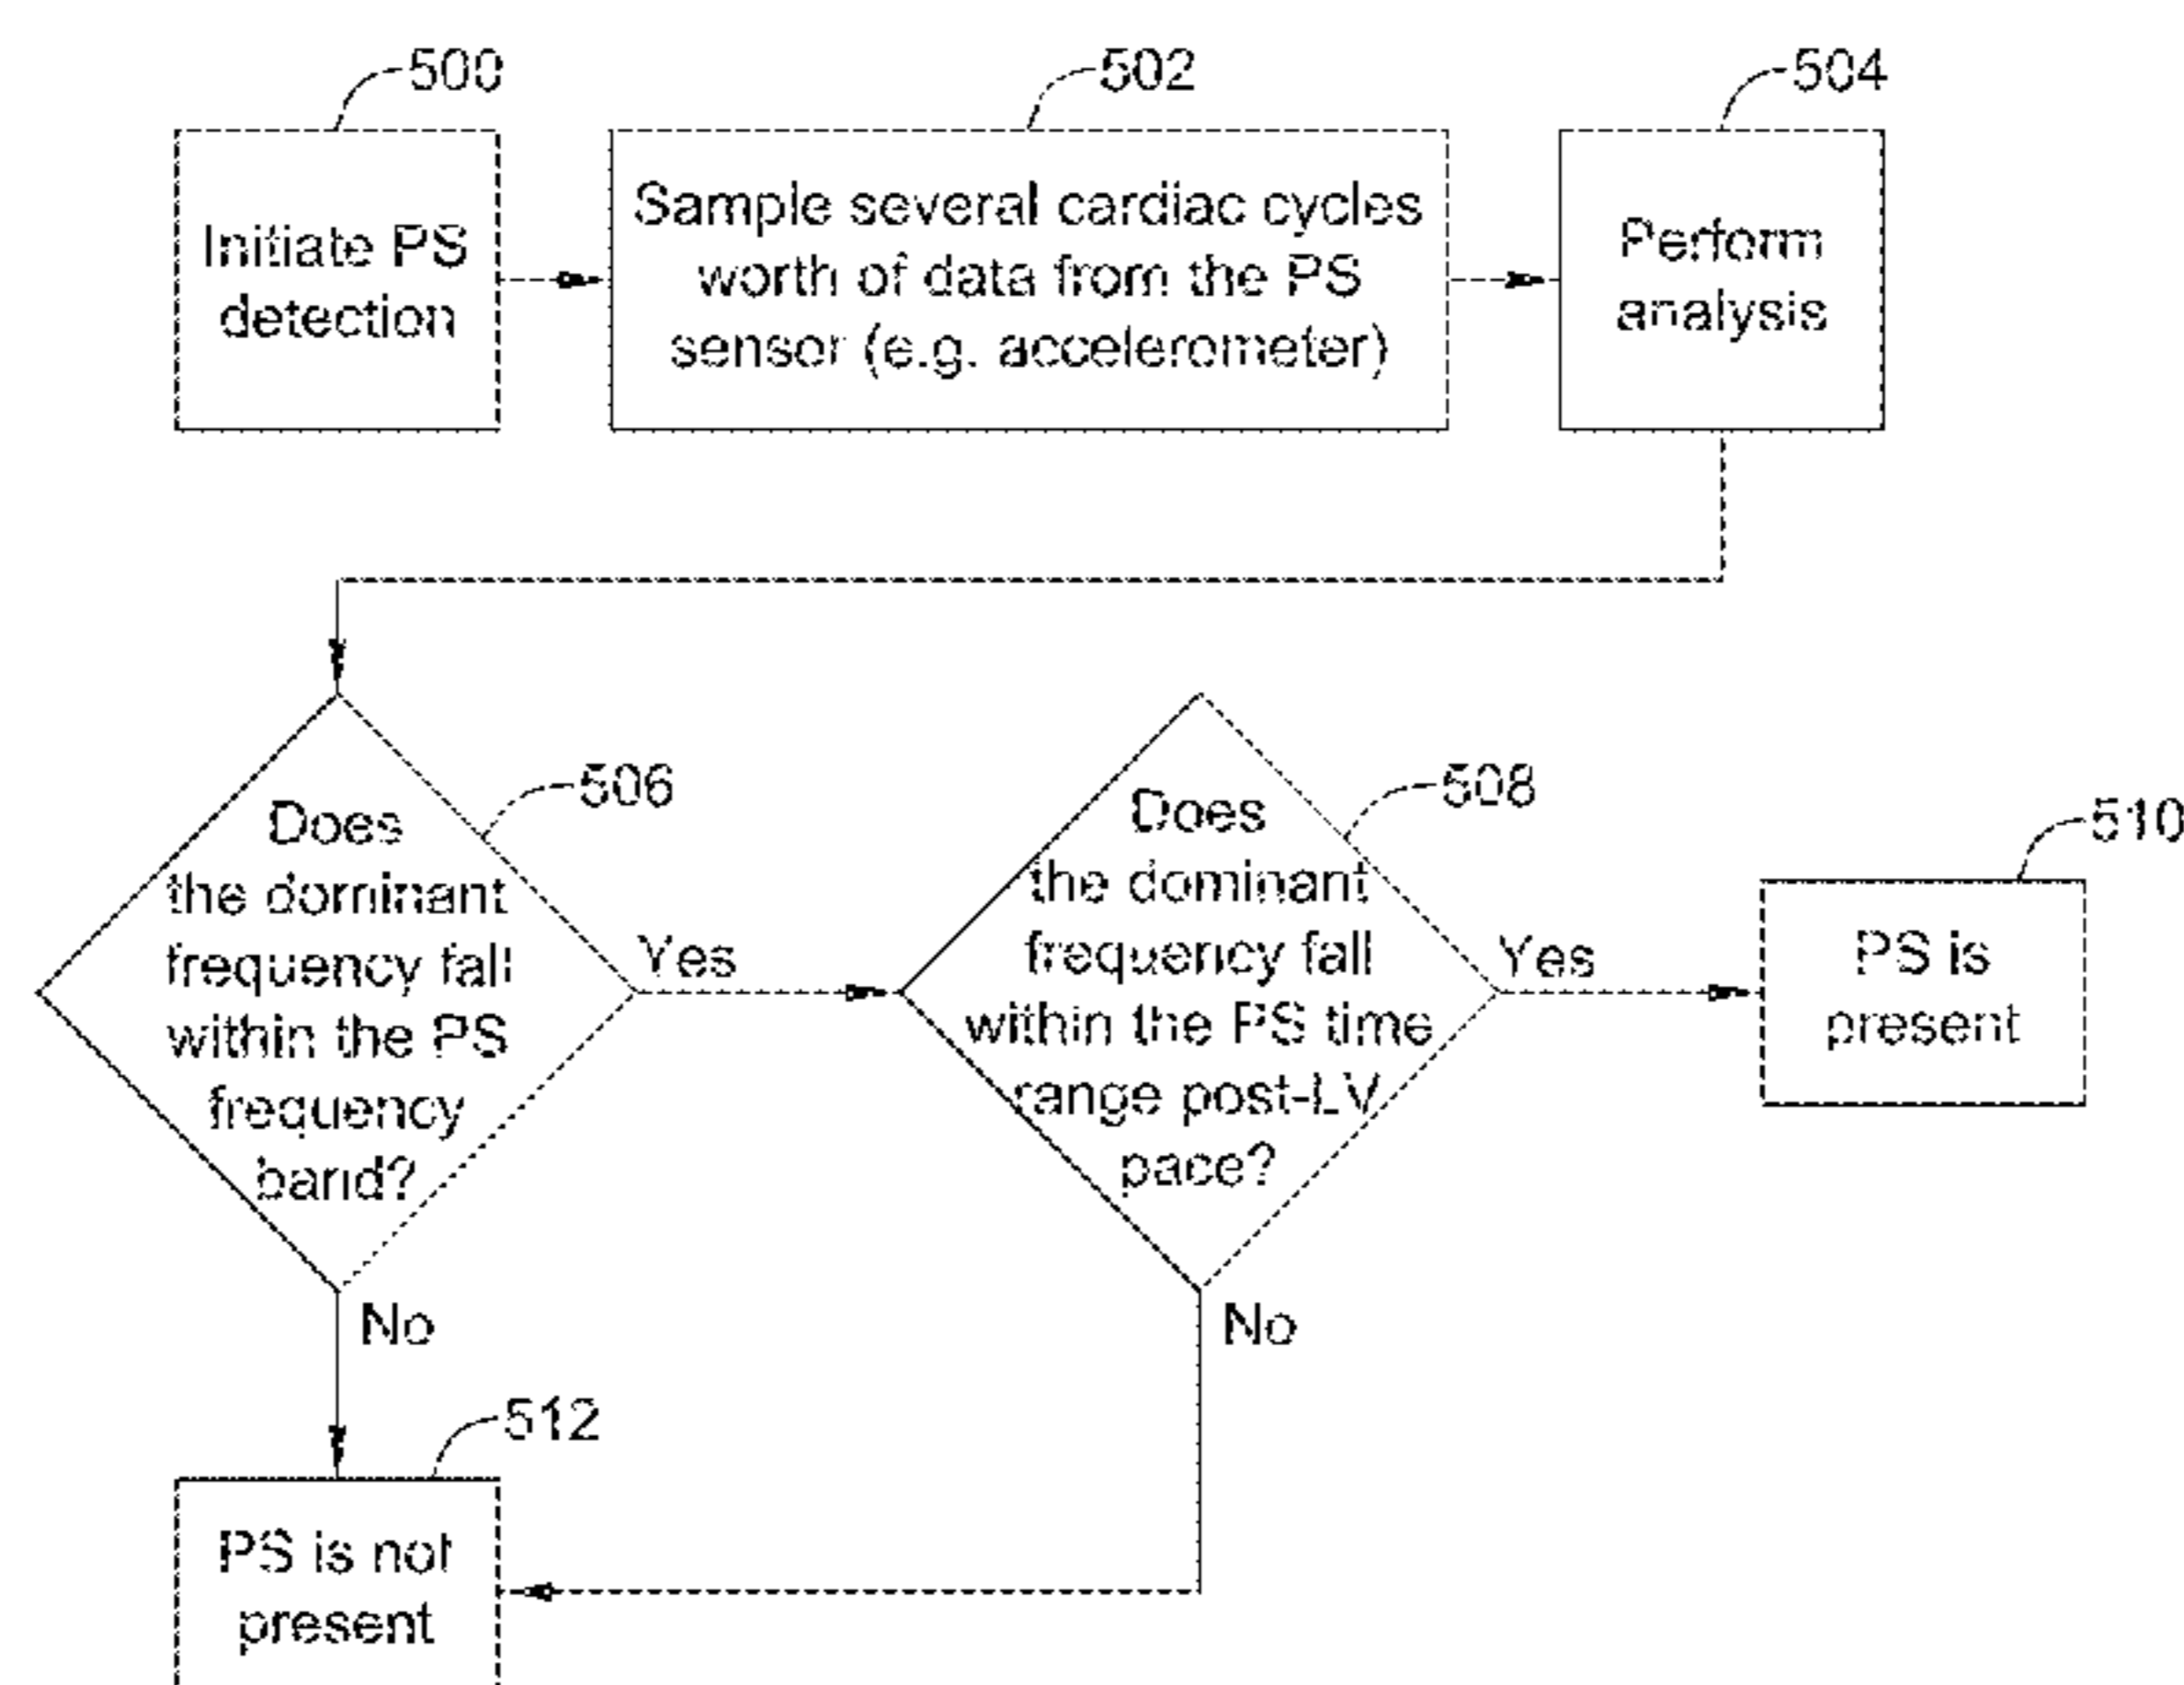 500
502
504
Initiate PS
detection
Sample several cardiac cycles
worth of data from the PS
sensor (e.g. accelerometer)
Perform
analysis
506
Does
the dominant
frequency fall
within the PS
frequency
band?
Yes
No
508
Does
the dominant
frequency fall
within the PS time
range post-LV
pace?
Yes
No
510
PS is
present
512
PS is not
present